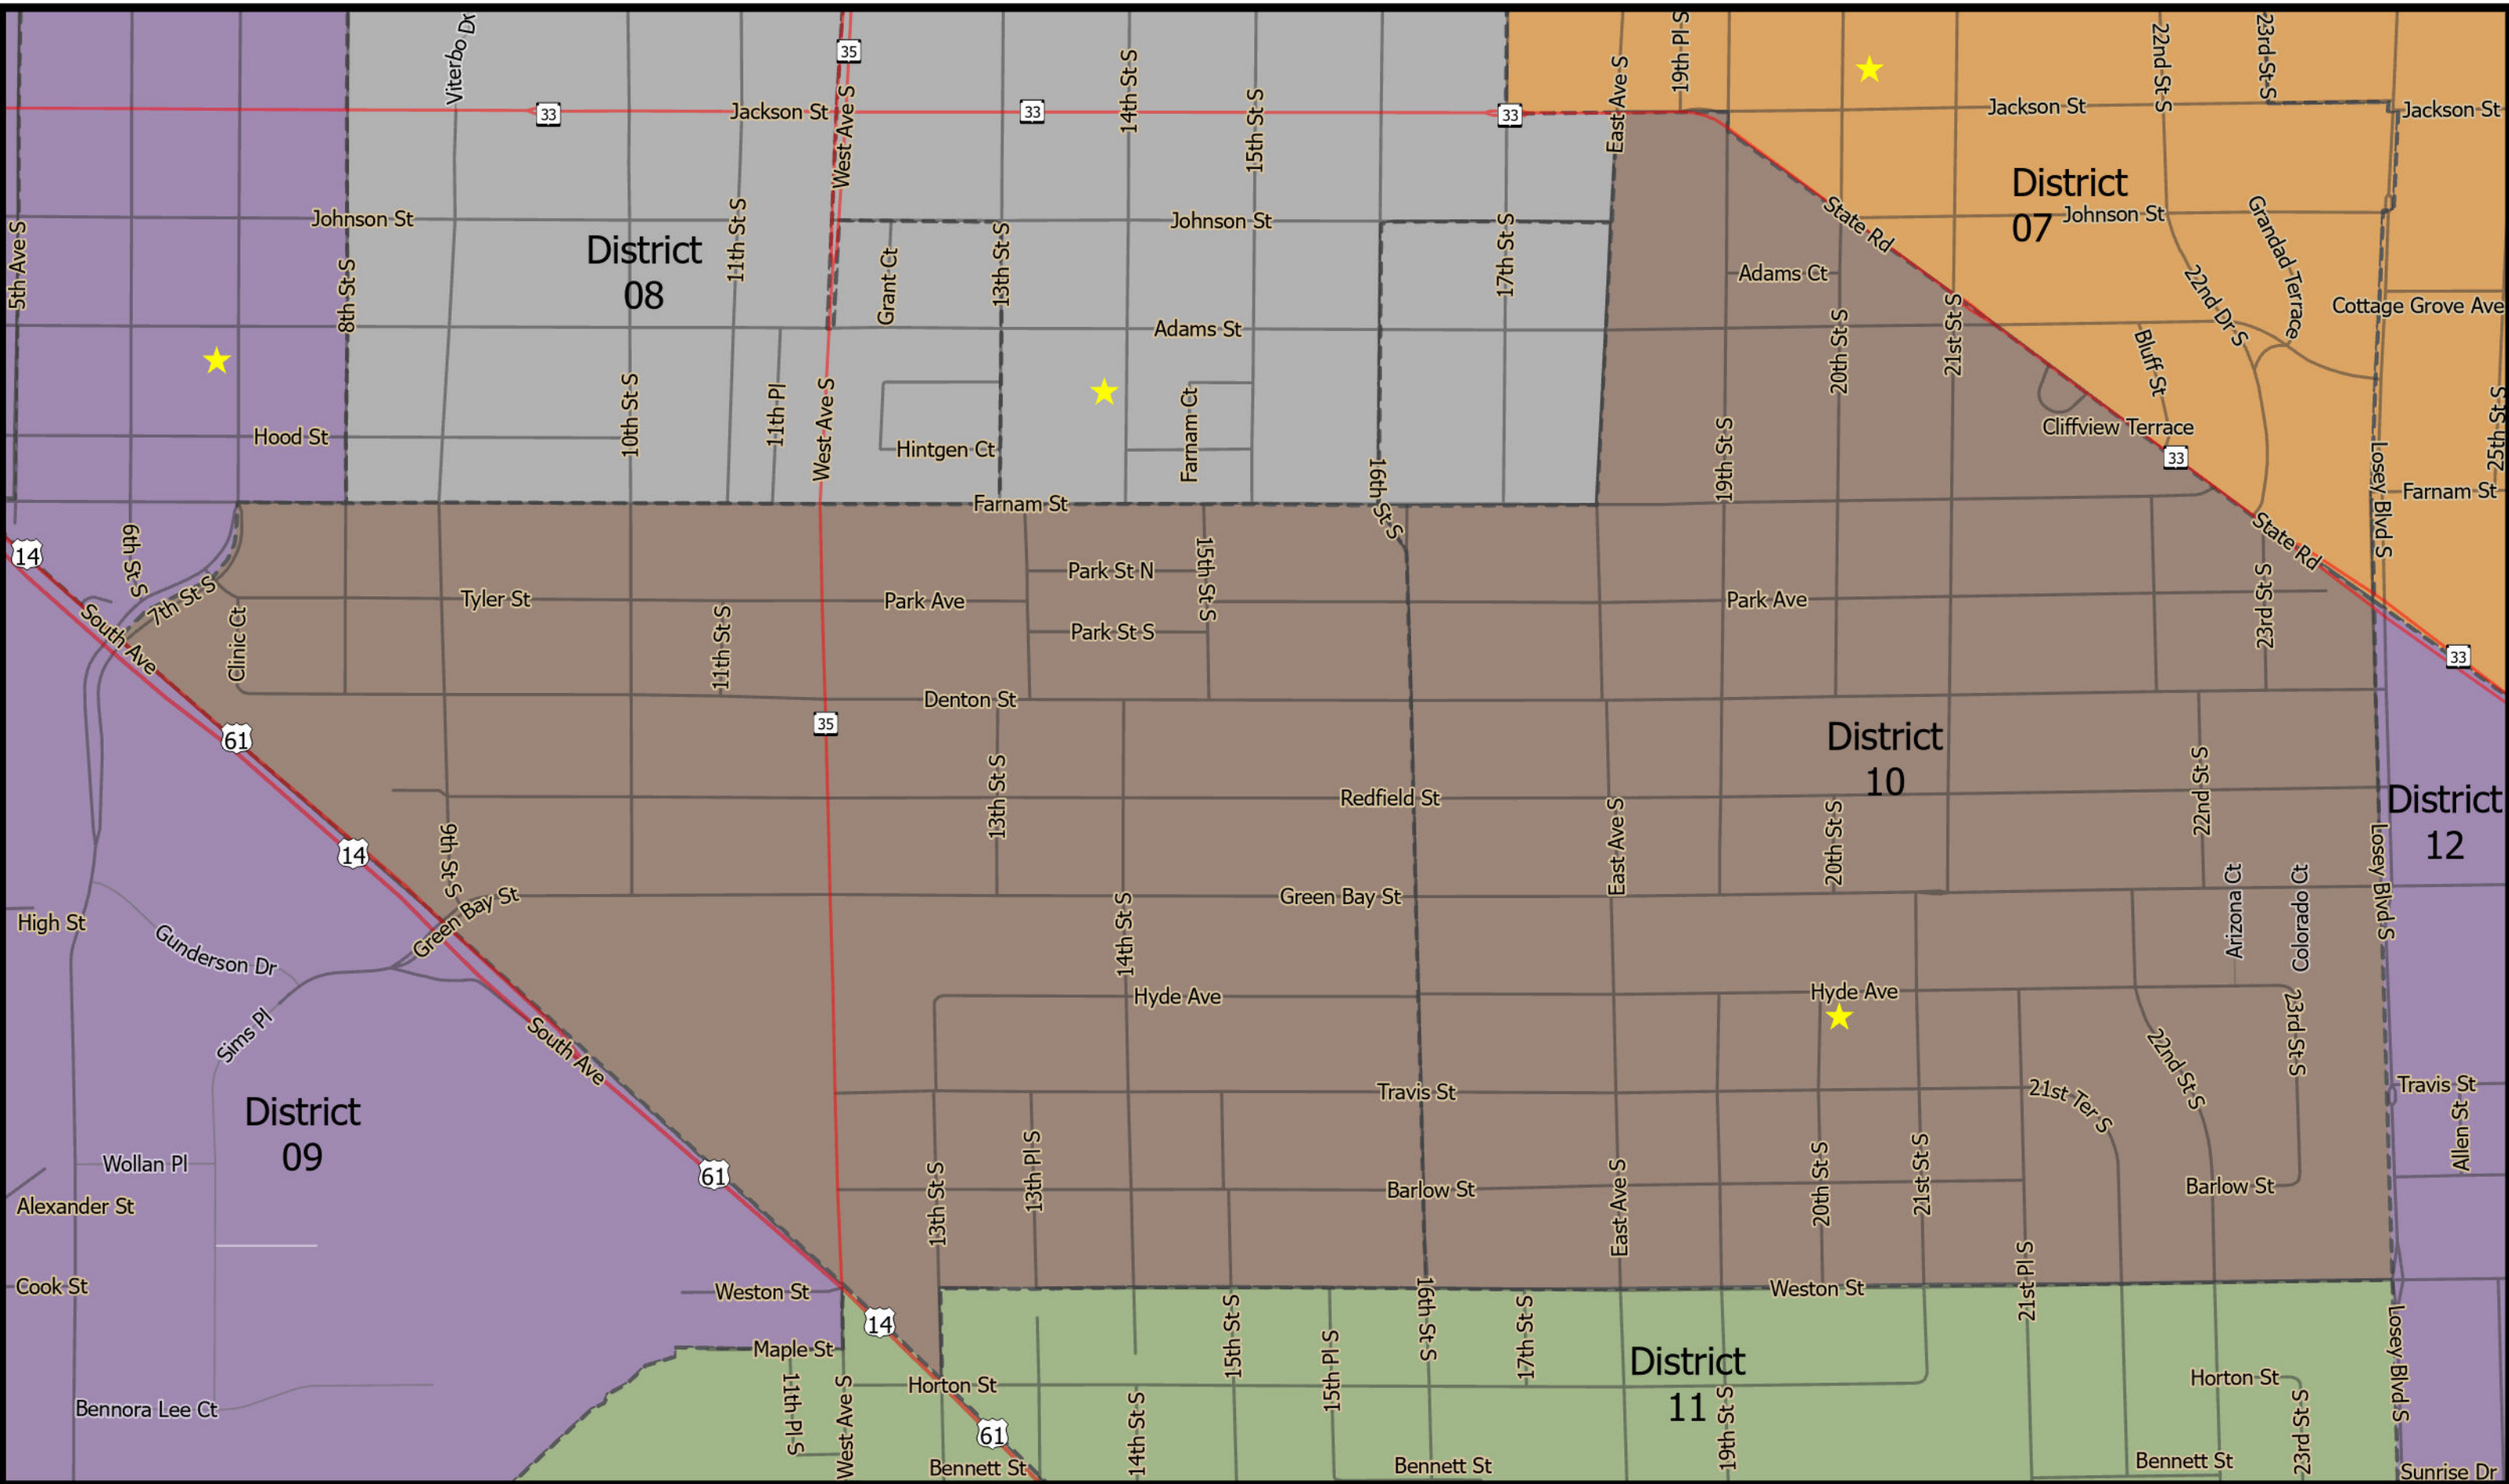 Viterbo Dr
35
19th Pl S
22nd St S
23rd St S
East Ave S
14th St S
33
Jackson St
West Ave S
33
15th St S
33
Jackson St
Jackson St
District
07
5th Ave S
Johnson St
11th St S
District
08
Johnson St
State Rd
Johnson St
Grandad Terrace
8th St S
Grant Ct
13th St S
17th St S
Adams Ct
22nd Dr S
Cottage Grove Ave
Adams St
20th St S
21st St S
Bluff St
10th St S
11th Pl
West Ave S
Farnam Ct
19th St S
Cliffview Terrace
25th St S
Hood St
Hintgen Ct
16th St S
33
Losey Blvd S
Farnam St
Farnam St
State Rd
14
6th St S
7th St S
South Ave
Clinic Ct
Tyler St
11th St S
Park Ave
Park St N
15th St S
Park St S
Park Ave
23rd St S
33
Denton St
61
35
District
10
22nd St S
13th St S
Redfield St
East Ave S
20th St S
District
12
14
9th St S
Green Bay St
Green Bay St
14th St S
Arizona Ct
Colorado Ct
Losey Blvd S
High St
Gunderson Dr
Sims Pl
South Ave
Hyde Ave
Hyde Ave
22nd St S
23rd St S
District
09
Travis St
21st Ter S
Travis St
Allen St
Wollan Pl
61
13th St S
13th Pl S
Barlow St
East Ave S
20th St S
21st St S
Barlow St
Alexander St
21st Pl S
Cook St
Weston St
Weston St
14
15th St S
15th Pl S
16th St S
17th St S
Maple St
District
11
Losey Blvd S
Horton St
Horton St
Bennora Lee Ct
11th Pl S
West Ave S
61
14th St S
19th St S
23rd St S
Bennett St
Bennett St
Bennett St
Sunrise Dr